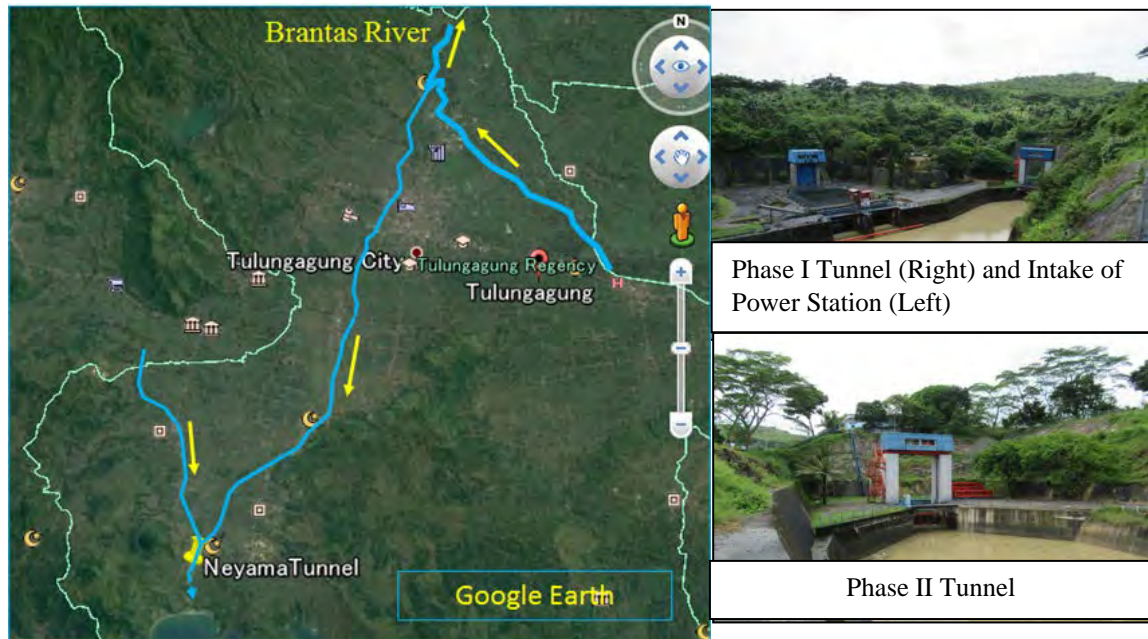 Brantas River
N
Tulungagung City
Tulungagung Regency
Tulungagung
H
NeyamaTunnel
Google Earth
Phase I Tunnel (Right) and Intake of
Power Station (Left)
Phase II Tunnel